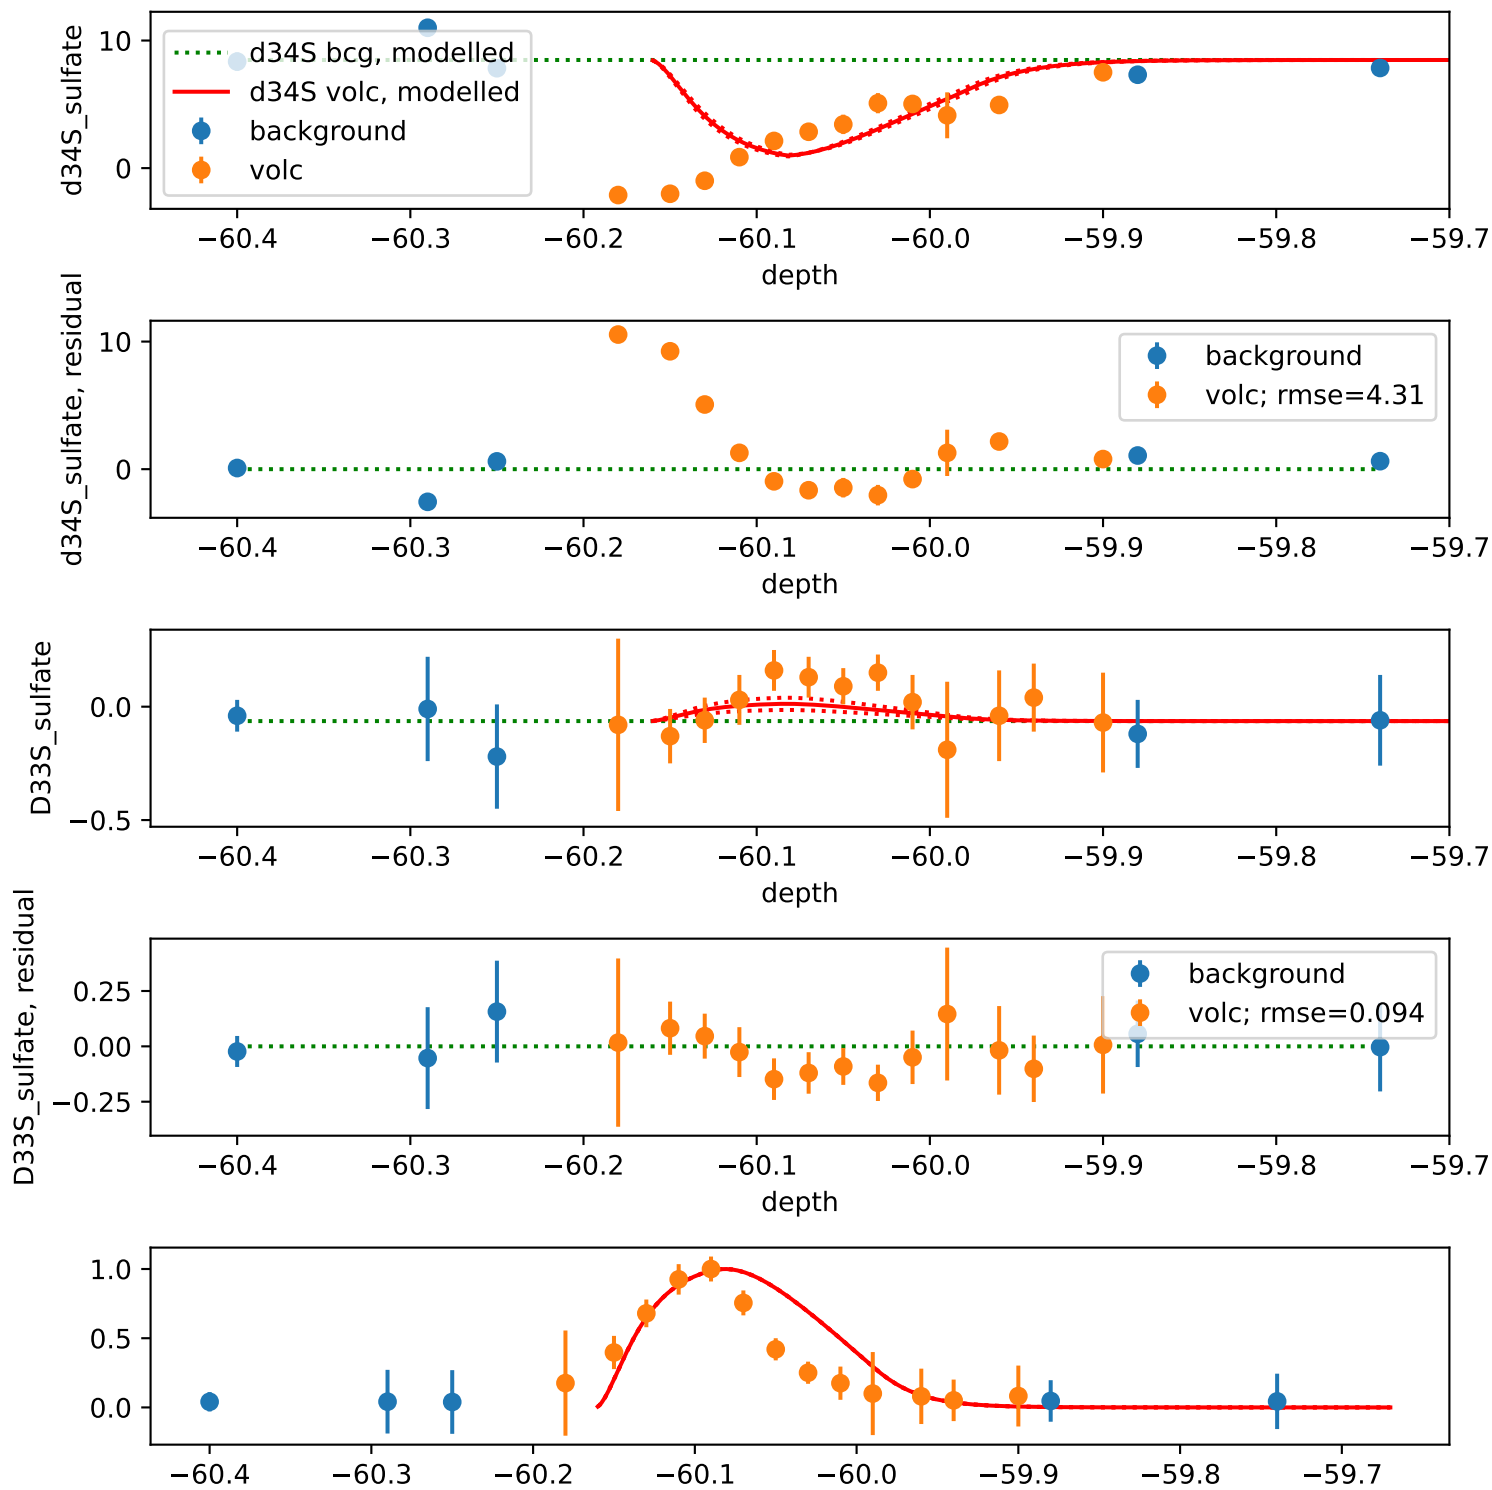 d34S_sulfate
10
0
d34S bcg, modelled
d34S volc, modelled
background
volc
−60.4 −60.3 −60.2 −60.1 −60.0 −59.9 −59.8 −59.7
depth
d34S_sulfate, residual
10
0
background
volc; rmse=4.31
−60.4 −60.3 −60.2 −60.1 −60.0 −59.9 −59.8 −59.7
depth
D33S_sulfate
0.0
−0.5
−60.4 −60.3 −60.2 −60.1 −60.0 −59.9 −59.8 −59.7
depth
D33S_sulfate, residual
0.25
0.00
−0.25
background
volc; rmse=0.094
−60.4 −60.3 −60.2 −60.1 −60.0 −59.9 −59.8 −59.7
depth
1.0
0.5
0.0
−60.4 −60.3 −60.2 −60.1 −60.0 −59.9 −59.8 −59.7